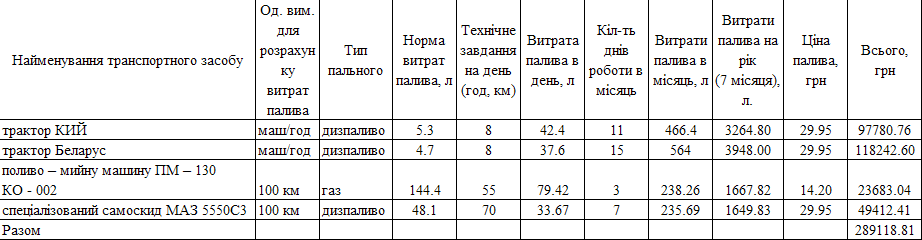 Найменування транспортного засобу | Од. вим. для розрахун ку витрат палива | Тип пального | Норма витрат палива, л | Технічне завдання на день (год, км) | Витрата палива в день, л | Кіл-ть днів роботи в місяць | Витрати палива в місяць, л | Витрати палива на рік (7 місяця), л. | Ціна палива, грн | Всього, грн
трактор КИЙ | маш/год | дизпаливо | 5.3 | 8 | 42.4 | 11 | 466.4 | 3264.80 | 29.95 | 97780.76
трактор Беларус | маш/год | дизпаливо | 4.7 | 8 | 37.6 | 15 | 564 | 3948.00 | 29.95 | 118242.60
поливо – мийну машину ПМ – 130
КО - 002 | 100 км | газ | 144.4 | 55 | 79.42 | 3 | 238.26 | 1667.82 | 14.20 | 23683.04
спеціалізований самоскид МАЗ 5550С3 | 100 км | дизпаливо | 48.1 | 70 | 33.67 | 7 | 235.69 | 1649.83 | 29.95 | 49412.41
Разом | 289118.81